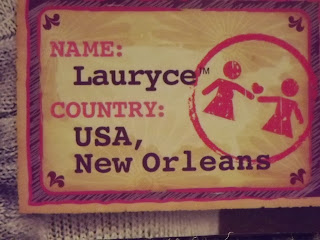 NAME:
Lauryce™
COUNTRY:
USA,
New Orleans